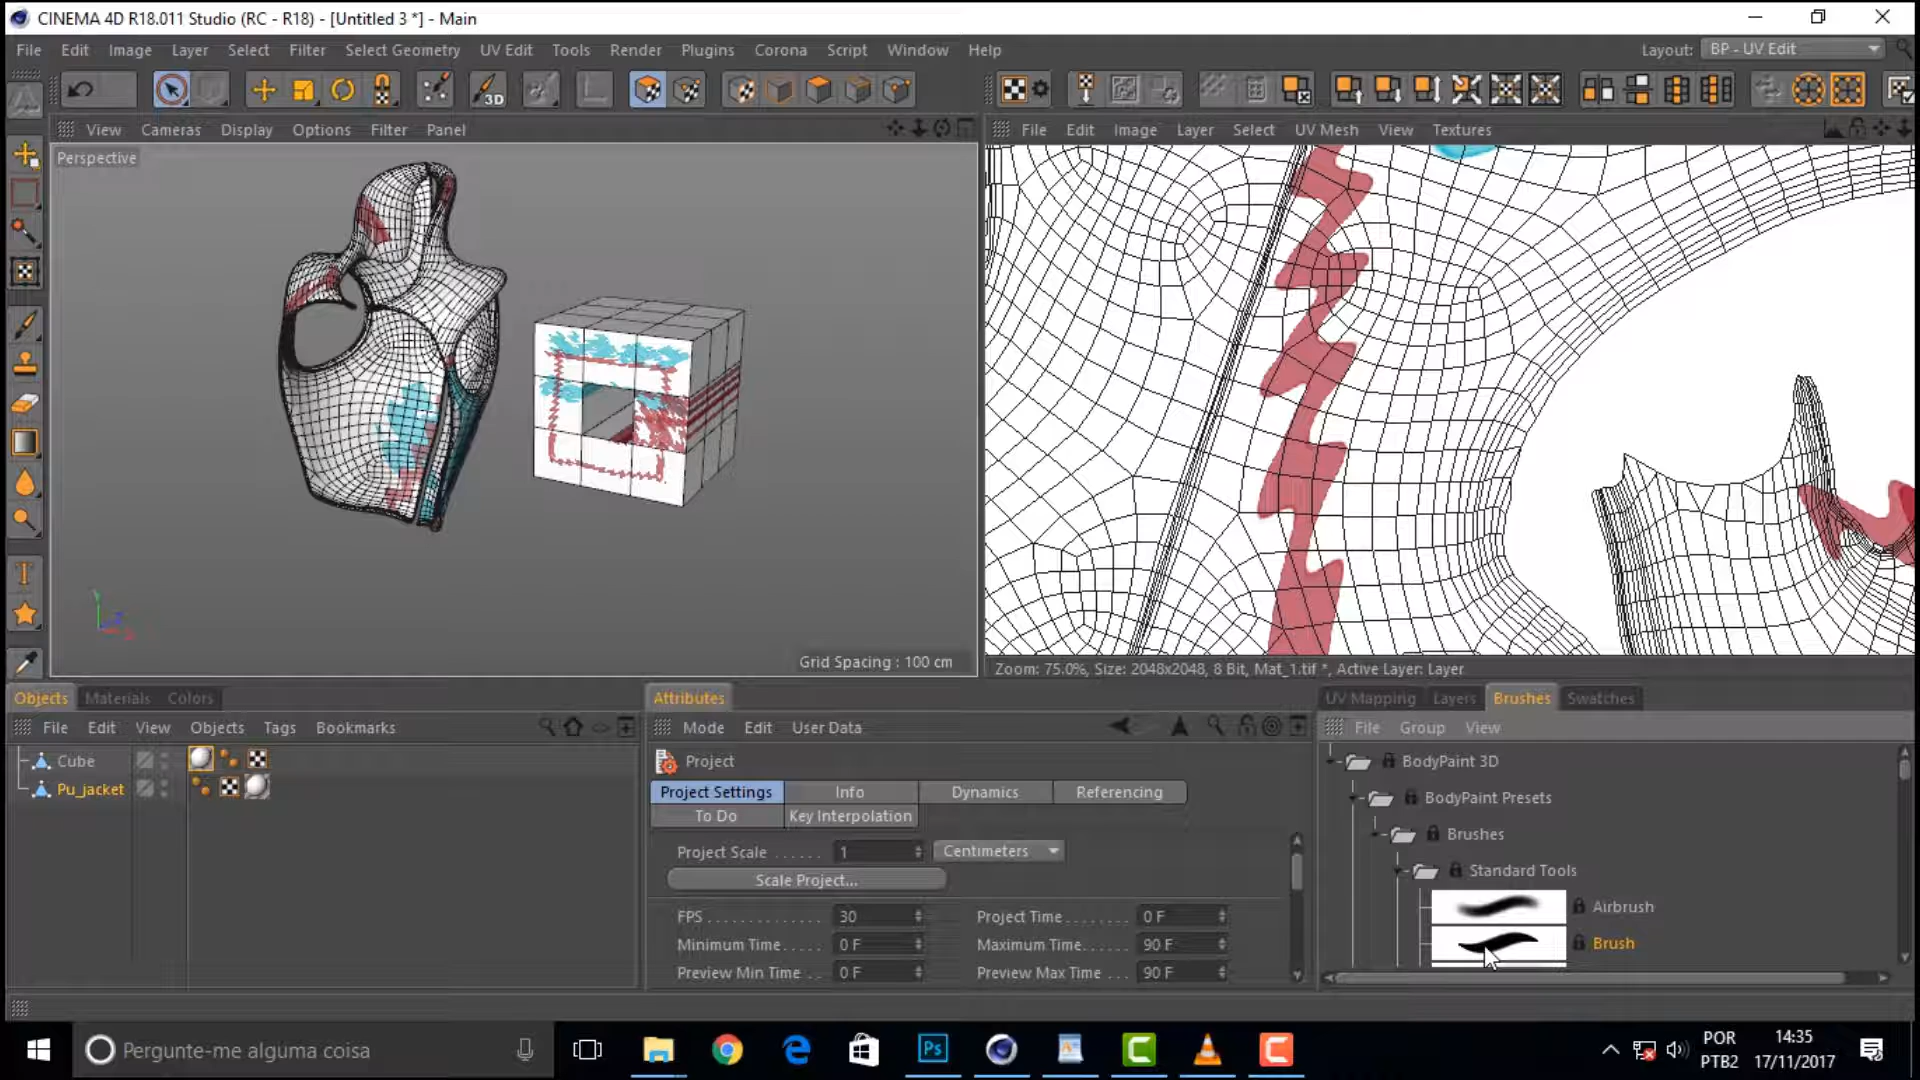 CINEMA 4D R18.011 Studio (RC - R18) - [Untitled 3 *] - Main
File Edit Image Layer Select Filter Select Geometry UV Edit Tools Render Plugins Corona Script Window Help Layout: BP - UV Edit
3D
View Cameras Display Options Filter Panel
File Edit Image Layer Select UV Mesh View Textures
Perspective
Grid Spacing : 100 cm
Zoom: 75.0%, Size: 2048x2048, 8 Bit, Mat_1.tif *, Active Layer: Layer
Objects Materials Colors
File Edit View Objects Tags Bookmarks
Cube
Pu_jacket
Attributes
Mode Edit User Data
Project
Project Settings Info Dynamics Referencing
To Do Key Interpolation
Project Scale ...... 1 Centimeters
Scale Project...
FPS ............. 30 Project Time ....... 0 F
Minimum Time ... 0 F Maximum Time.... 90 F
Preview Min Time .. 0 F Preview Max Time ... 90 F
UV Mapping Layers Brushes Swatches
File Group View
BodyPaint 3D
BodyPaint Presets
Brushes
Standard Tools
Airbrush
Brush
Pergunte-me alguma coisa
Ps
POR
PTB2
14:35
17/11/2017